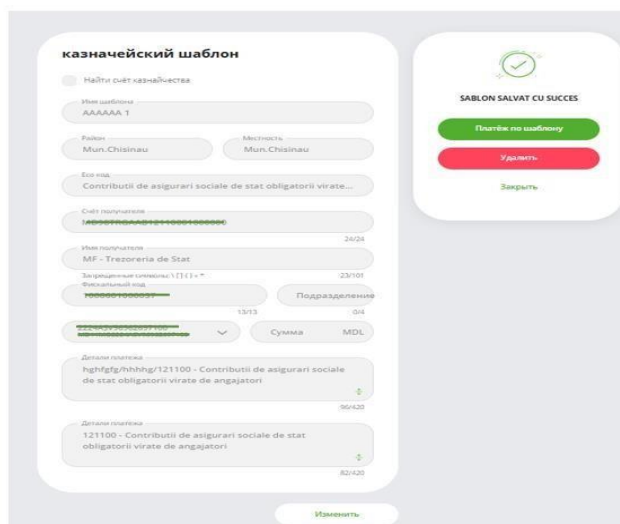 казначейский шаблон
Найти счёт казнайчества
Имя шаблона
AAAAAA 1
Район
Mun.Chisinau
Местность
Mun.Chisinau
Eco код
Contributii de asigurari sociale de stat obligatorii virate...
Счёт получателя
24/24
Имя получателя
MF - Trezoreria de Stat
Запрещенные символы: \ [ ] { } « *
23/101
Фискальный код
Подразделение
13/13
0/4
Сумма
MDL
Детали платежа
hghfgfg/hhhhg/121100 - Contributii de asigurari sociale
de stat obligatorii virate de angajatori
96/420
Детали платежа
121100 - Contributii de asigurari sociale de stat
obligatorii virate de angajatori
82/420
Изменить
SABLON SALVAT CU SUCCES
Платёж по шаблону
Удалить
Закрыть